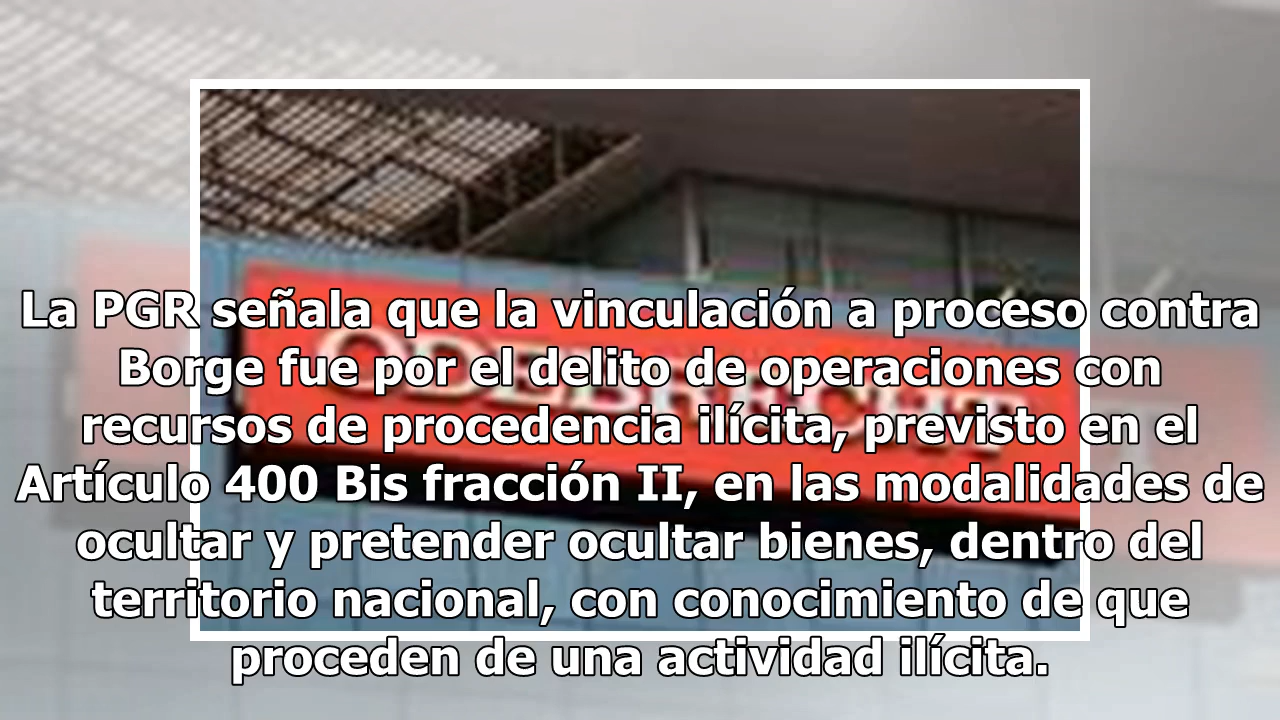 La PGR señala que la vinculación a proceso contra
Borge fue por el delito de operaciones con
recursos de procedencia ilícita, previsto en el
Artículo 400 Bis fracción II, en las modalidades de
ocultar y pretender ocultar bienes, dentro del
territorio nacional, con conocimiento de que
proceden de una actividad ilícita.
ODEBRECHT